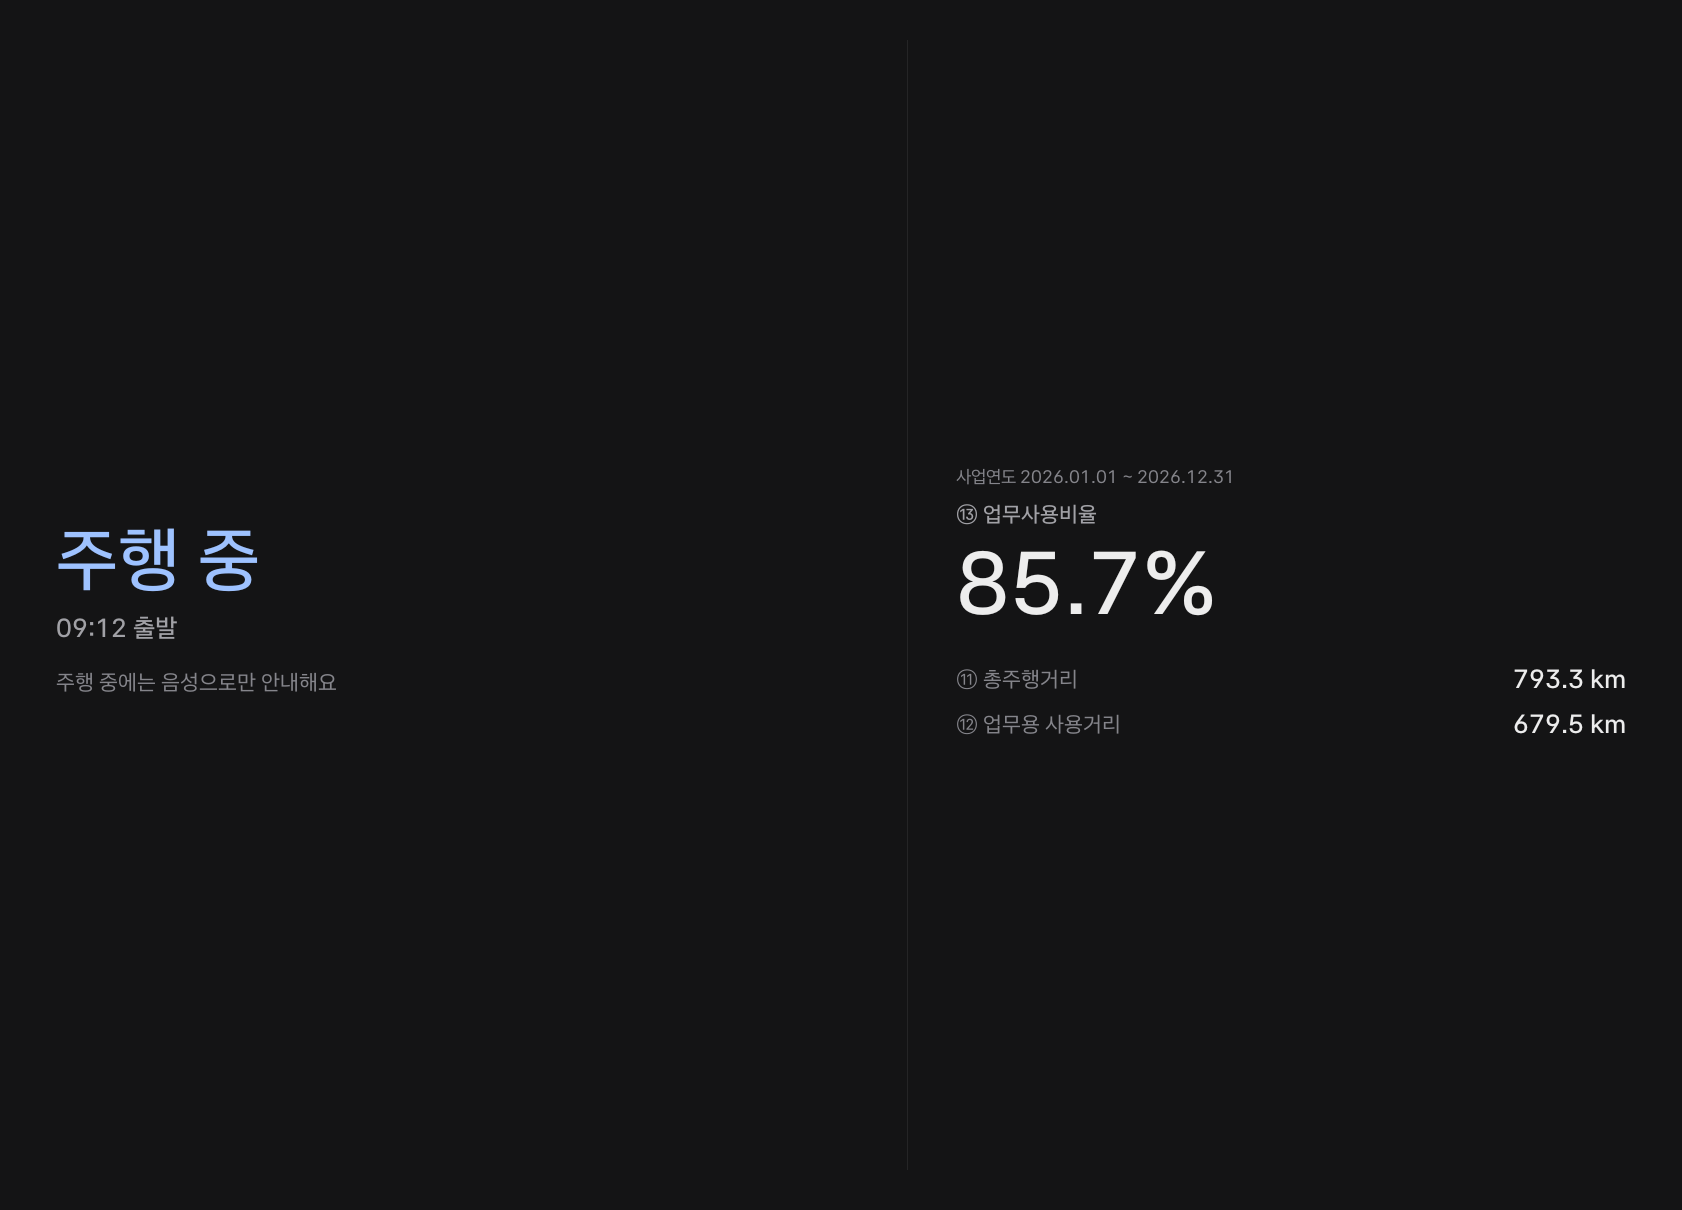 주행 중
09:12 출발
주행 중에는 음성으로만 안내해요
사업연도 2026.01.01 ~ 2026.12.31
⑬ 업무사용비율
85.7%
⑪ 총주행거리 793.3 km
⑫ 업무용 사용거리 679.5 km